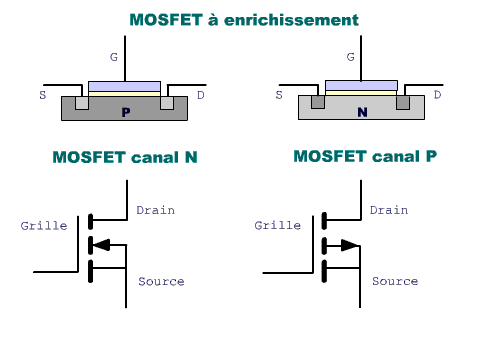 MOSFET à enrichissement
G
G
S
D
S
D
P
N
MOSFET canal N
MOSFET canal P
Drain
Drain
Grille
Grille
Source
Source